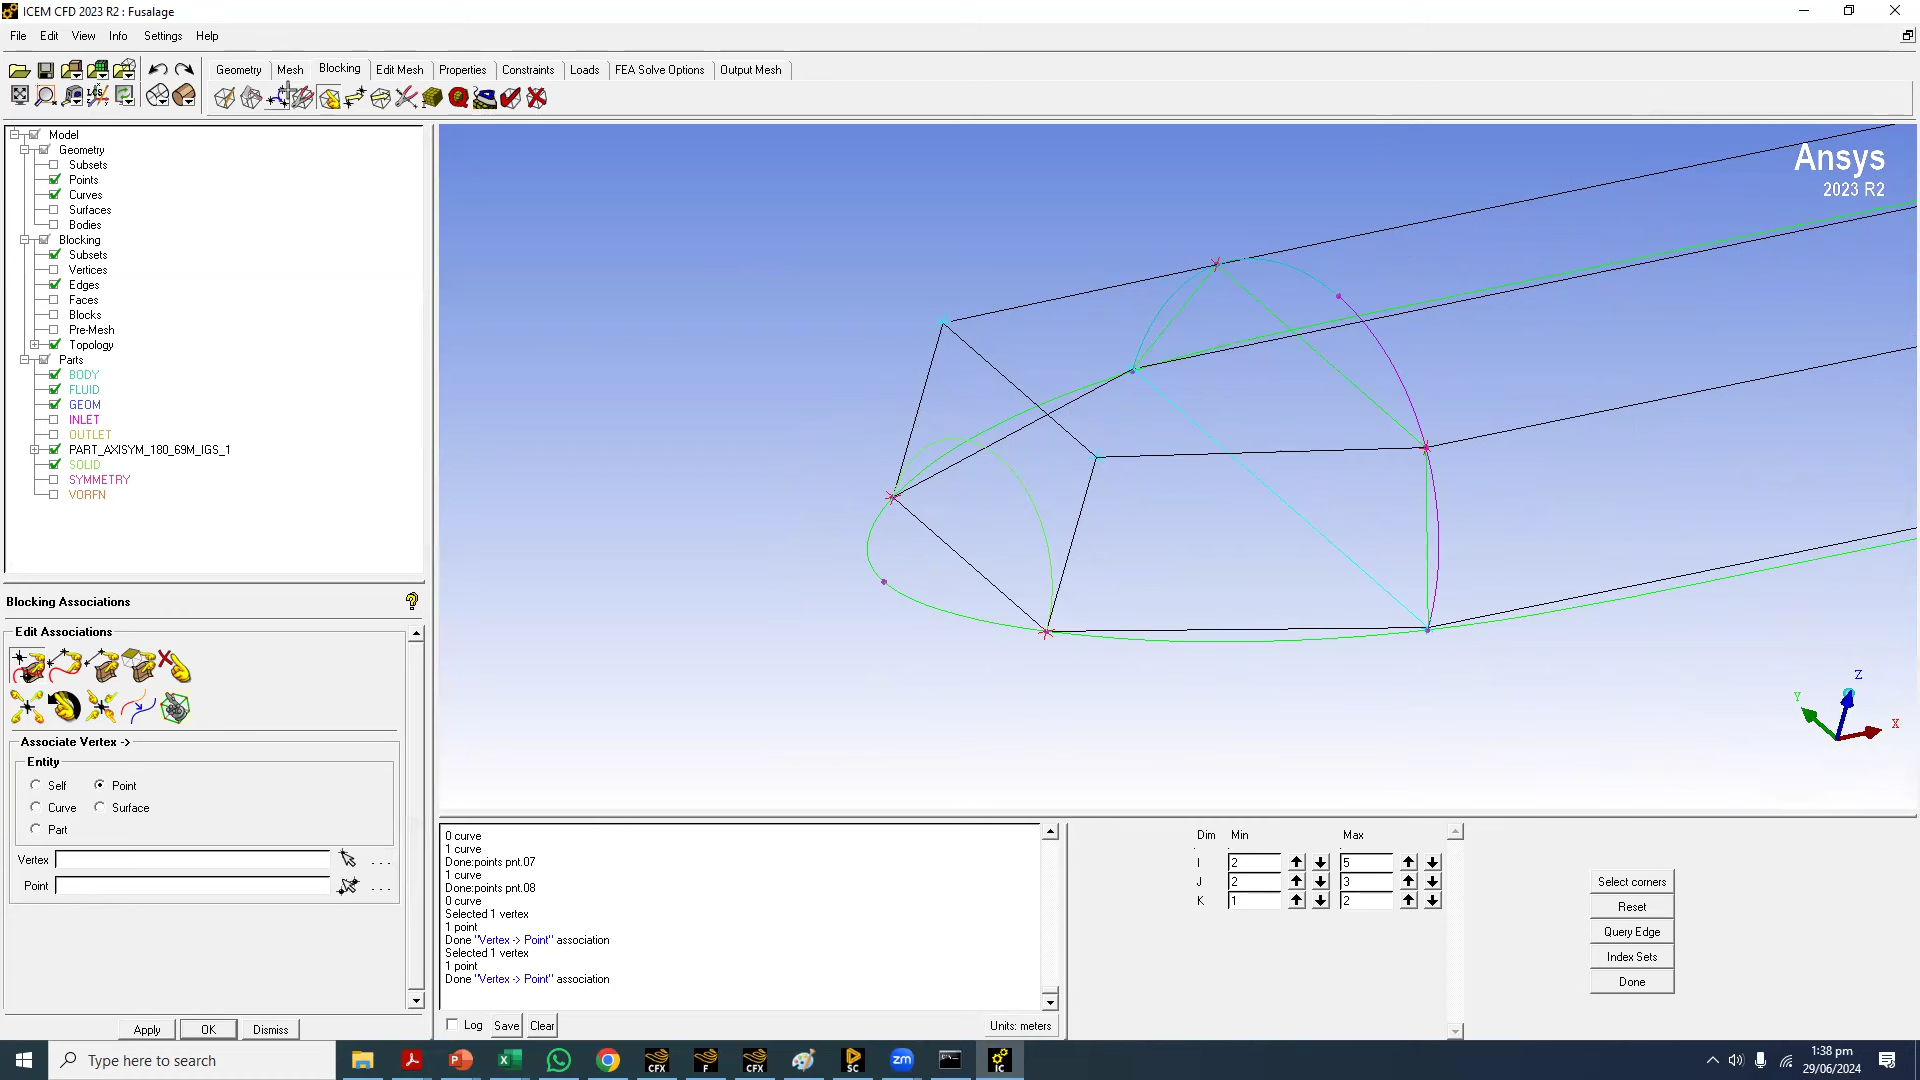 ICEM CFD 2023 R2 : Fusalage
File Edit View Info Settings Help
Geometry Mesh Blocking Edit Mesh Properties Constraints Loads FEA Solve Options Output Mesh
LCS
Model
Geometry
Subsets
Points
Curves
Surfaces
Bodies
Blocking
Subsets
Vertices
Edges
Faces
Blocks
Pre-Mesh
Topology
Parts
BODY
FLUID
GEOM
INLET
OUTLET
PART_AXISYM_180_69M_IGS_1
SOLID
SYMMETRY
VORFN
Ansys
2023 R2
Z
Y
X
Blocking Associations
Edit Associations
Associate Vertex ->
Entity
Self Point
Curve Surface
Part
Vertex ...
Point ...
Apply OK Dismiss
0 curve
1 curve
Done:points pnt.07
1 curve
Done:points pnt.08
0 curve
Selected 1 vertex
1 point
Done "Vertex -> Point" association
Selected 1 vertex
1 point
Done "Vertex -> Point" association
Log Save Clear Units: meters
Dim Min Max
I 2 5
J 2 3
K 1 2
Select corners
Reset
Query Edge
Index Sets
Done
Type here to search
CFX F CFX SC zm IC
1:38 pm
29/06/2024